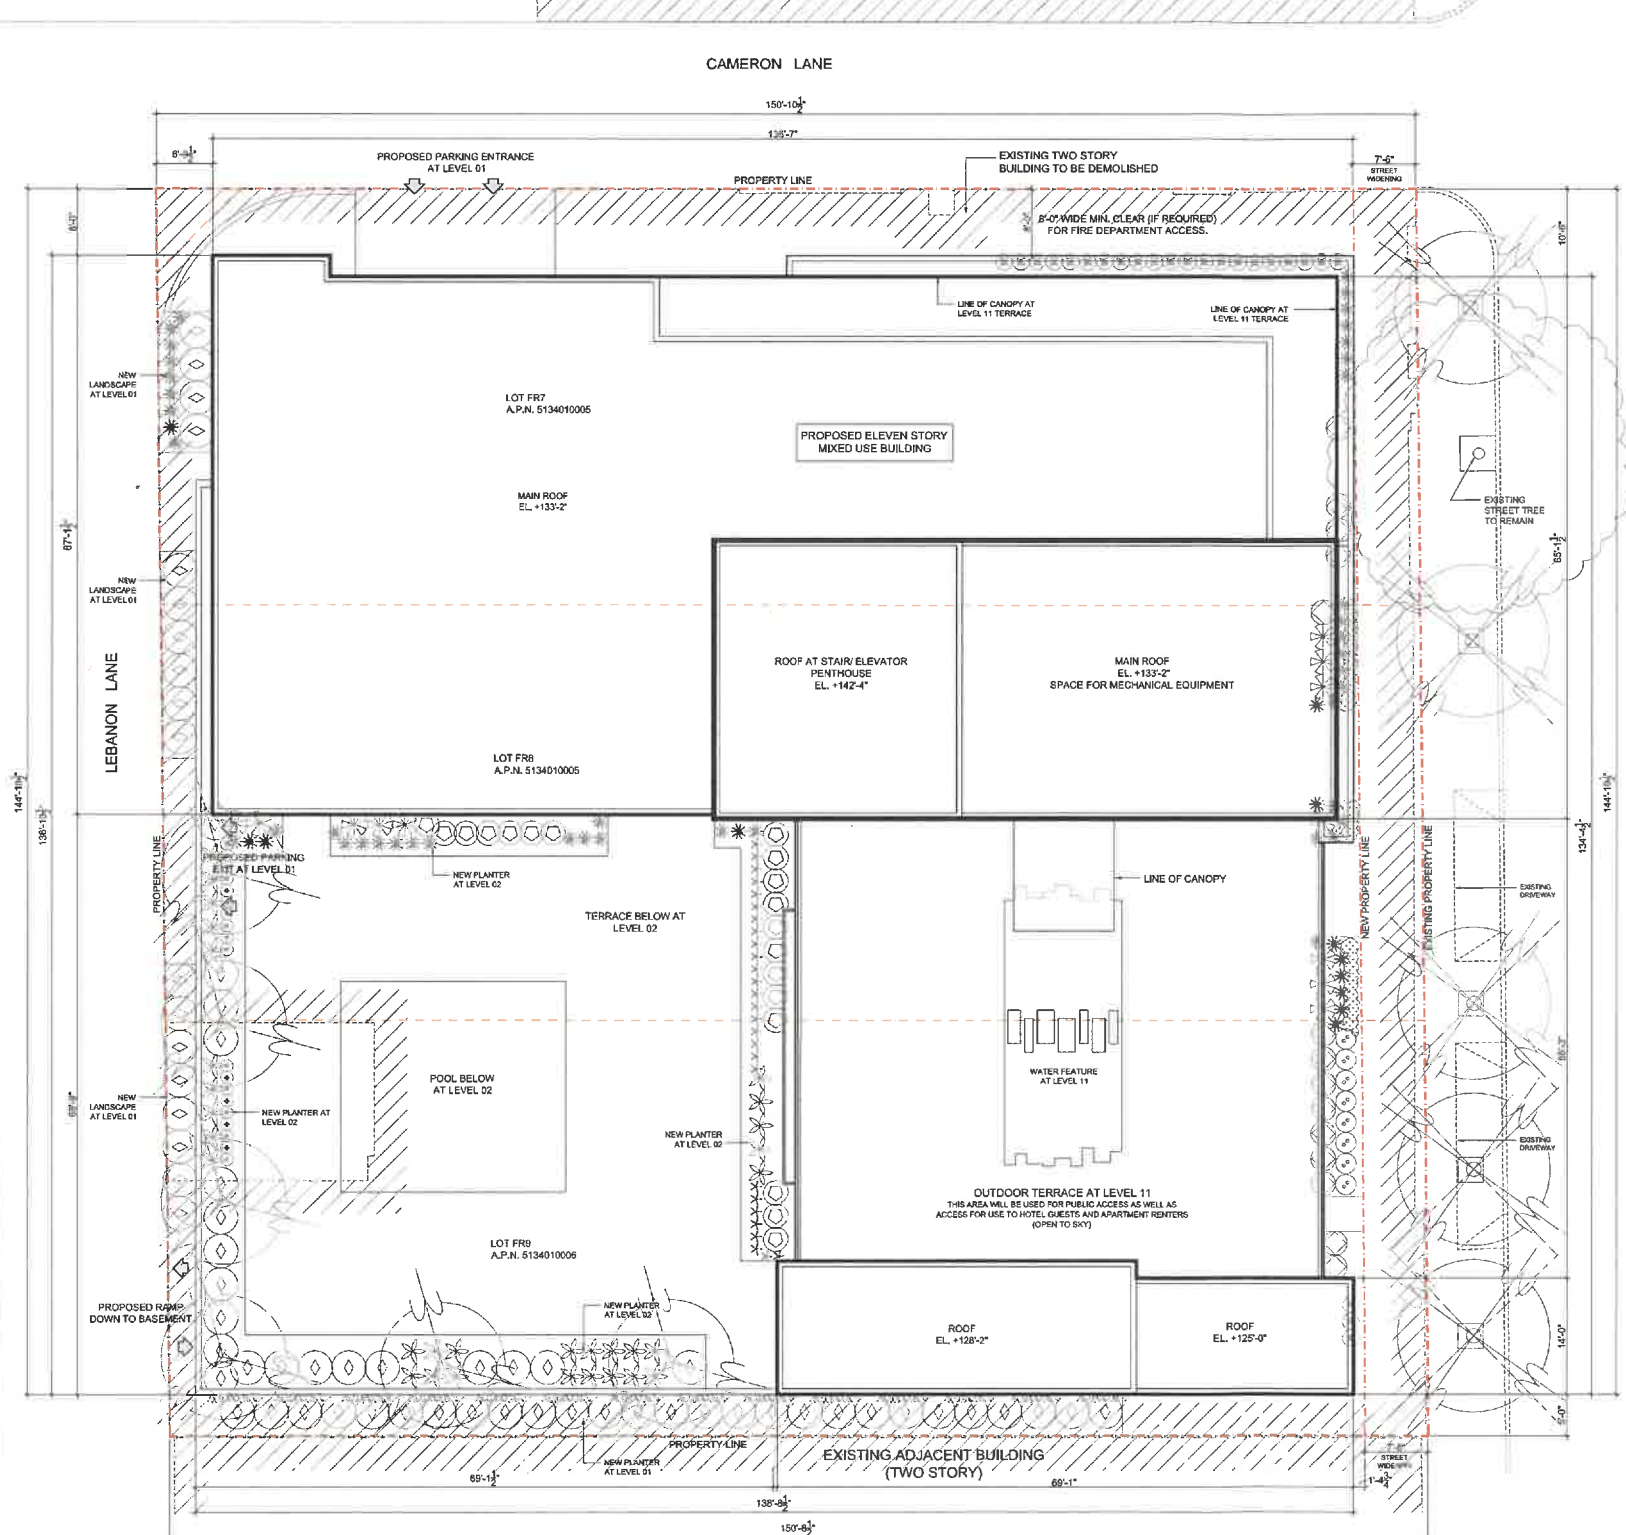 CAMERON LANE
150'-10½"
136'-7"
PROPOSED PARKING ENTRANCE
AT LEVEL 01
EXISTING TWO STORY
BUILDING TO BE DEMOLISHED
7'-6"
STREET
WIDENING
PROPERTY LINE
8'-0" WIDE MIN. CLEAR (IF REQUIRED)
FOR FIRE DEPARTMENT ACCESS.
10'-6"
LINE OF CANOPY AT
LEVEL 11 TERRACE
LINE OF CANOPY AT
LEVEL 11 TERRACE
NEW
LANDSCAPE
AT LEVEL 01
LOT FR7
A.P.N. 5134010005
PROPOSED ELEVEN STORY
MIXED USE BUILDING
MAIN ROOF
EL. +133'-2"
EXISTING
STREET TREE
TO REMAIN
67'-1½"
65'-1½"
NEW
LANDSCAPE
AT LEVEL 01
LEBANON LANE
ROOF AT STAIR/ ELEVATOR
PENTHOUSE
EL. +142'-4"
MAIN ROOF
EL. +133'-2"
SPACE FOR MECHANICAL EQUIPMENT
LOT FR8
A.P.N. 5134010005
144'-10½"
136'-10½"
144'-10½"
134'-4½"
PROPERTY LINE
PROPOSED PARKING
EXIT AT LEVEL 01
NEW PLANTER
AT LEVEL 02
LINE OF CANOPY
NEW PROPERTY LINE
EXISTING PROPERTY LINE
EXISTING
DRIVEWAY
TERRACE BELOW AT
LEVEL 02
POOL BELOW
AT LEVEL 02
WATER FEATURE
AT LEVEL 11
NEW
LANDSCAPE
AT LEVEL 01
NEW PLANTER AT
LEVEL 02
NEW PLANTER
AT LEVEL 02
EXISTING
DRIVEWAY
OUTDOOR TERRACE AT LEVEL 11
THIS AREA WILL BE USED FOR PUBLIC ACCESS AS WELL AS
ACCESS FOR USE TO HOTEL GUESTS AND APARTMENT RENTERS
(OPEN TO SKY)
LOT FR9
A.P.N. 5134010006
PROPOSED RAMP
DOWN TO BASEMENT
NEW PLANTER
AT LEVEL 02
ROOF
EL. +128'-2"
ROOF
EL. +125'-0"
14'-0"
PROPERTY LINE
EXISTING ADJACENT BUILDING
(TWO STORY)
NEW PLANTER
AT LEVEL 01
STREET
69'-1½"
69'-1"
1'-4¾"
138'-8½"
150'-8½"